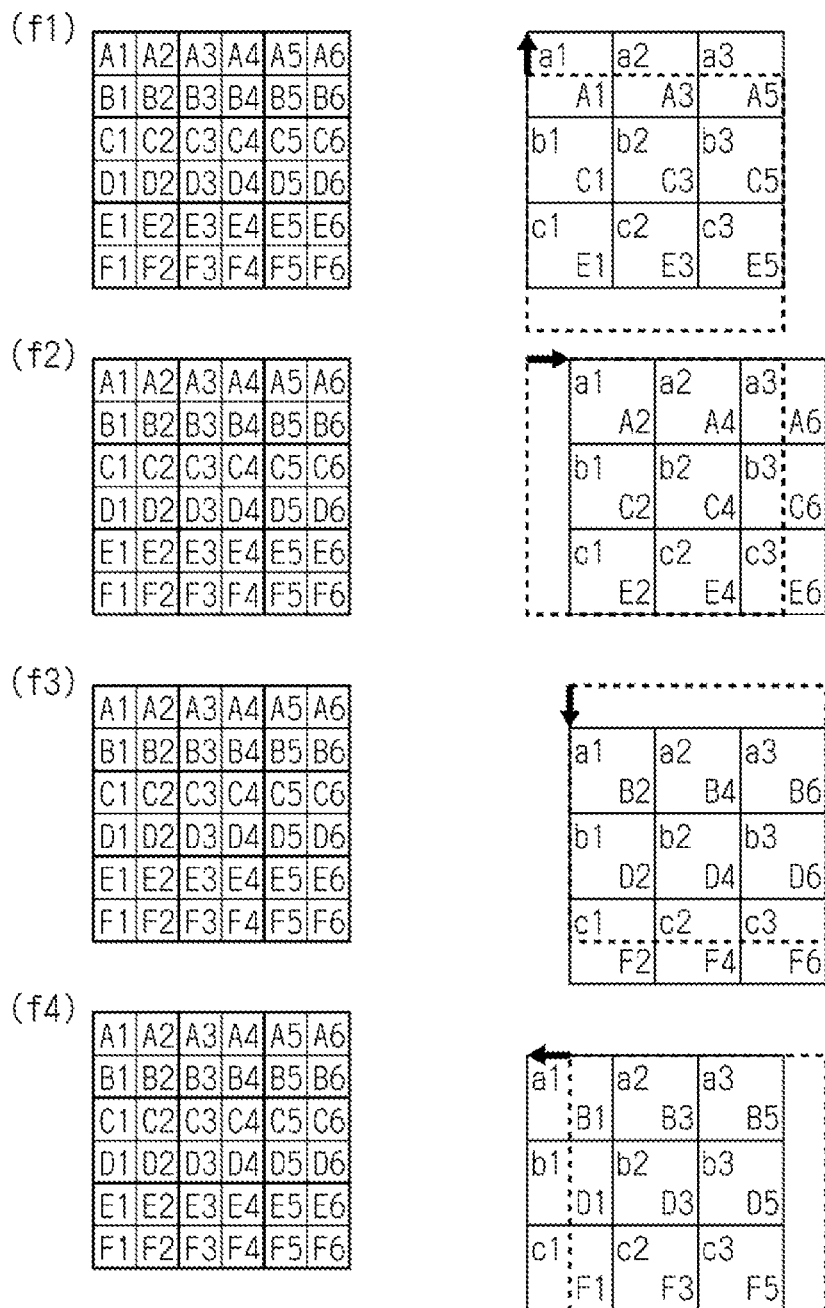 (f1)
A1 A2 A3 A4 A5 A6
B1 B2 B3 B4 B5 B6
C1 C2 C3 C4 C5 C6
D1 D2 D3 D4 D5 D6
E1 E2 E3 E4 E5 E6
F1 F2 F3 F4 F5 F6
a1 a2 a3
A1 A3 A5
b1 b2 b3
C1 C3 C5
c1 c2 c3
E1 E3 E5
(f2)
A1 A2 A3 A4 A5 A6
B1 B2 B3 B4 B5 B6
C1 C2 C3 C4 C5 C6
D1 D2 D3 D4 D5 D6
E1 E2 E3 E4 E5 E6
F1 F2 F3 F4 F5 F6
a1 a2 a3
A2 A4 A6
b1 b2 b3
C2 C4 C6
c1 c2 c3
E2 E4 E6
(f3)
A1 A2 A3 A4 A5 A6
B1 B2 B3 B4 B5 B6
C1 C2 C3 C4 C5 C6
D1 D2 D3 D4 D5 D6
E1 E2 E3 E4 E5 E6
F1 F2 F3 F4 F5 F6
a1 a2 a3
B2 B4 B6
b1 b2 b3
D2 D4 D6
c1 c2 c3
F2 F4 F6
(f4)
A1 A2 A3 A4 A5 A6
B1 B2 B3 B4 B5 B6
C1 C2 C3 C4 C5 C6
D1 D2 D3 D4 D5 D6
E1 E2 E3 E4 E5 E6
F1 F2 F3 F4 F5 F6
a1 a2 a3
B1 B3 B5
b1 b2 b3
D1 D3 D5
c1 c2 c3
F1 F3 F5